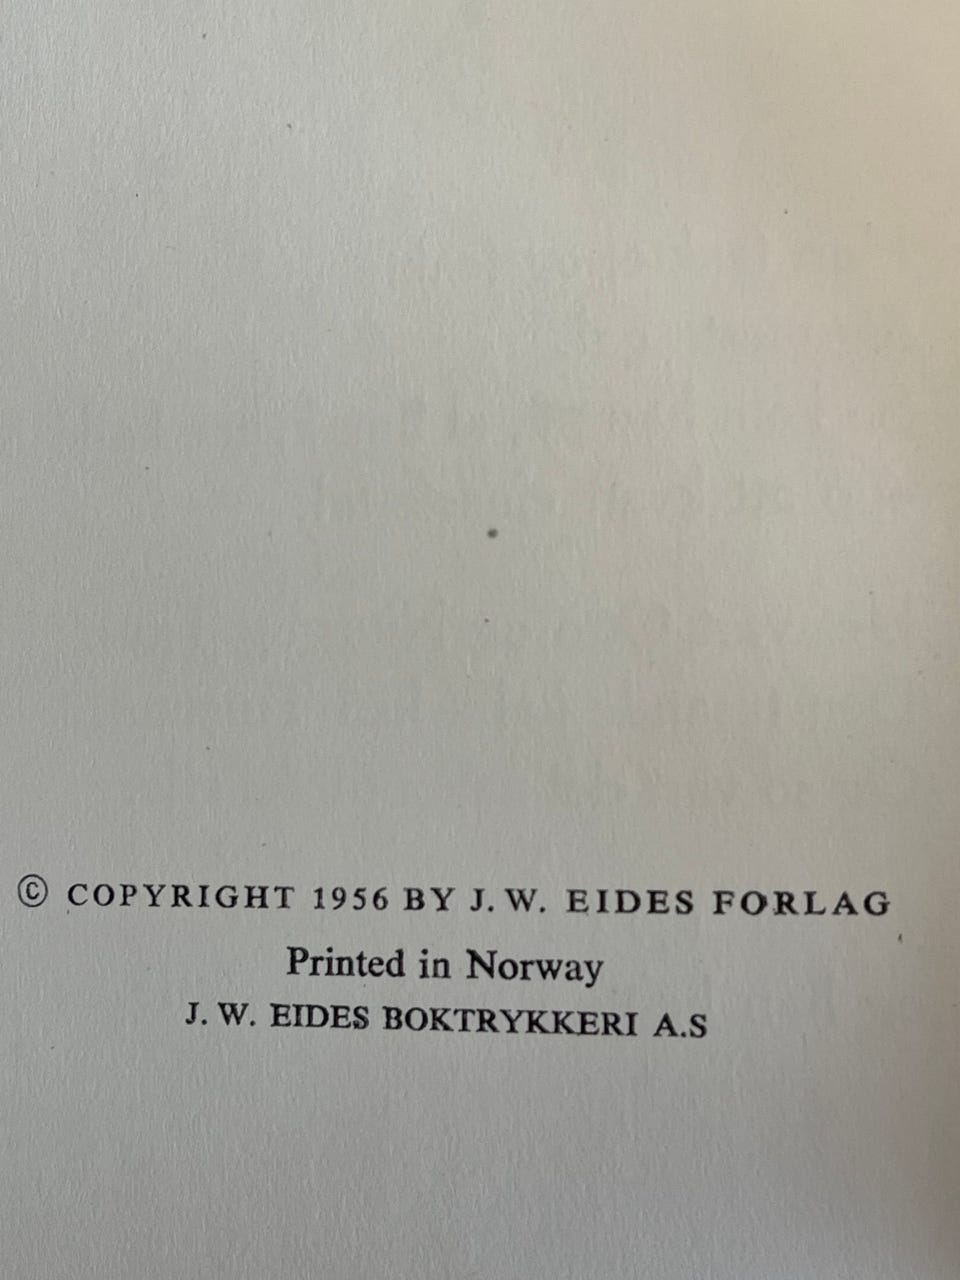 © COPYRIGHT 1956 BY J. W. EIDES FORLAG
Printed in Norway
J. W. EIDES BOKTRYKKERI A.S